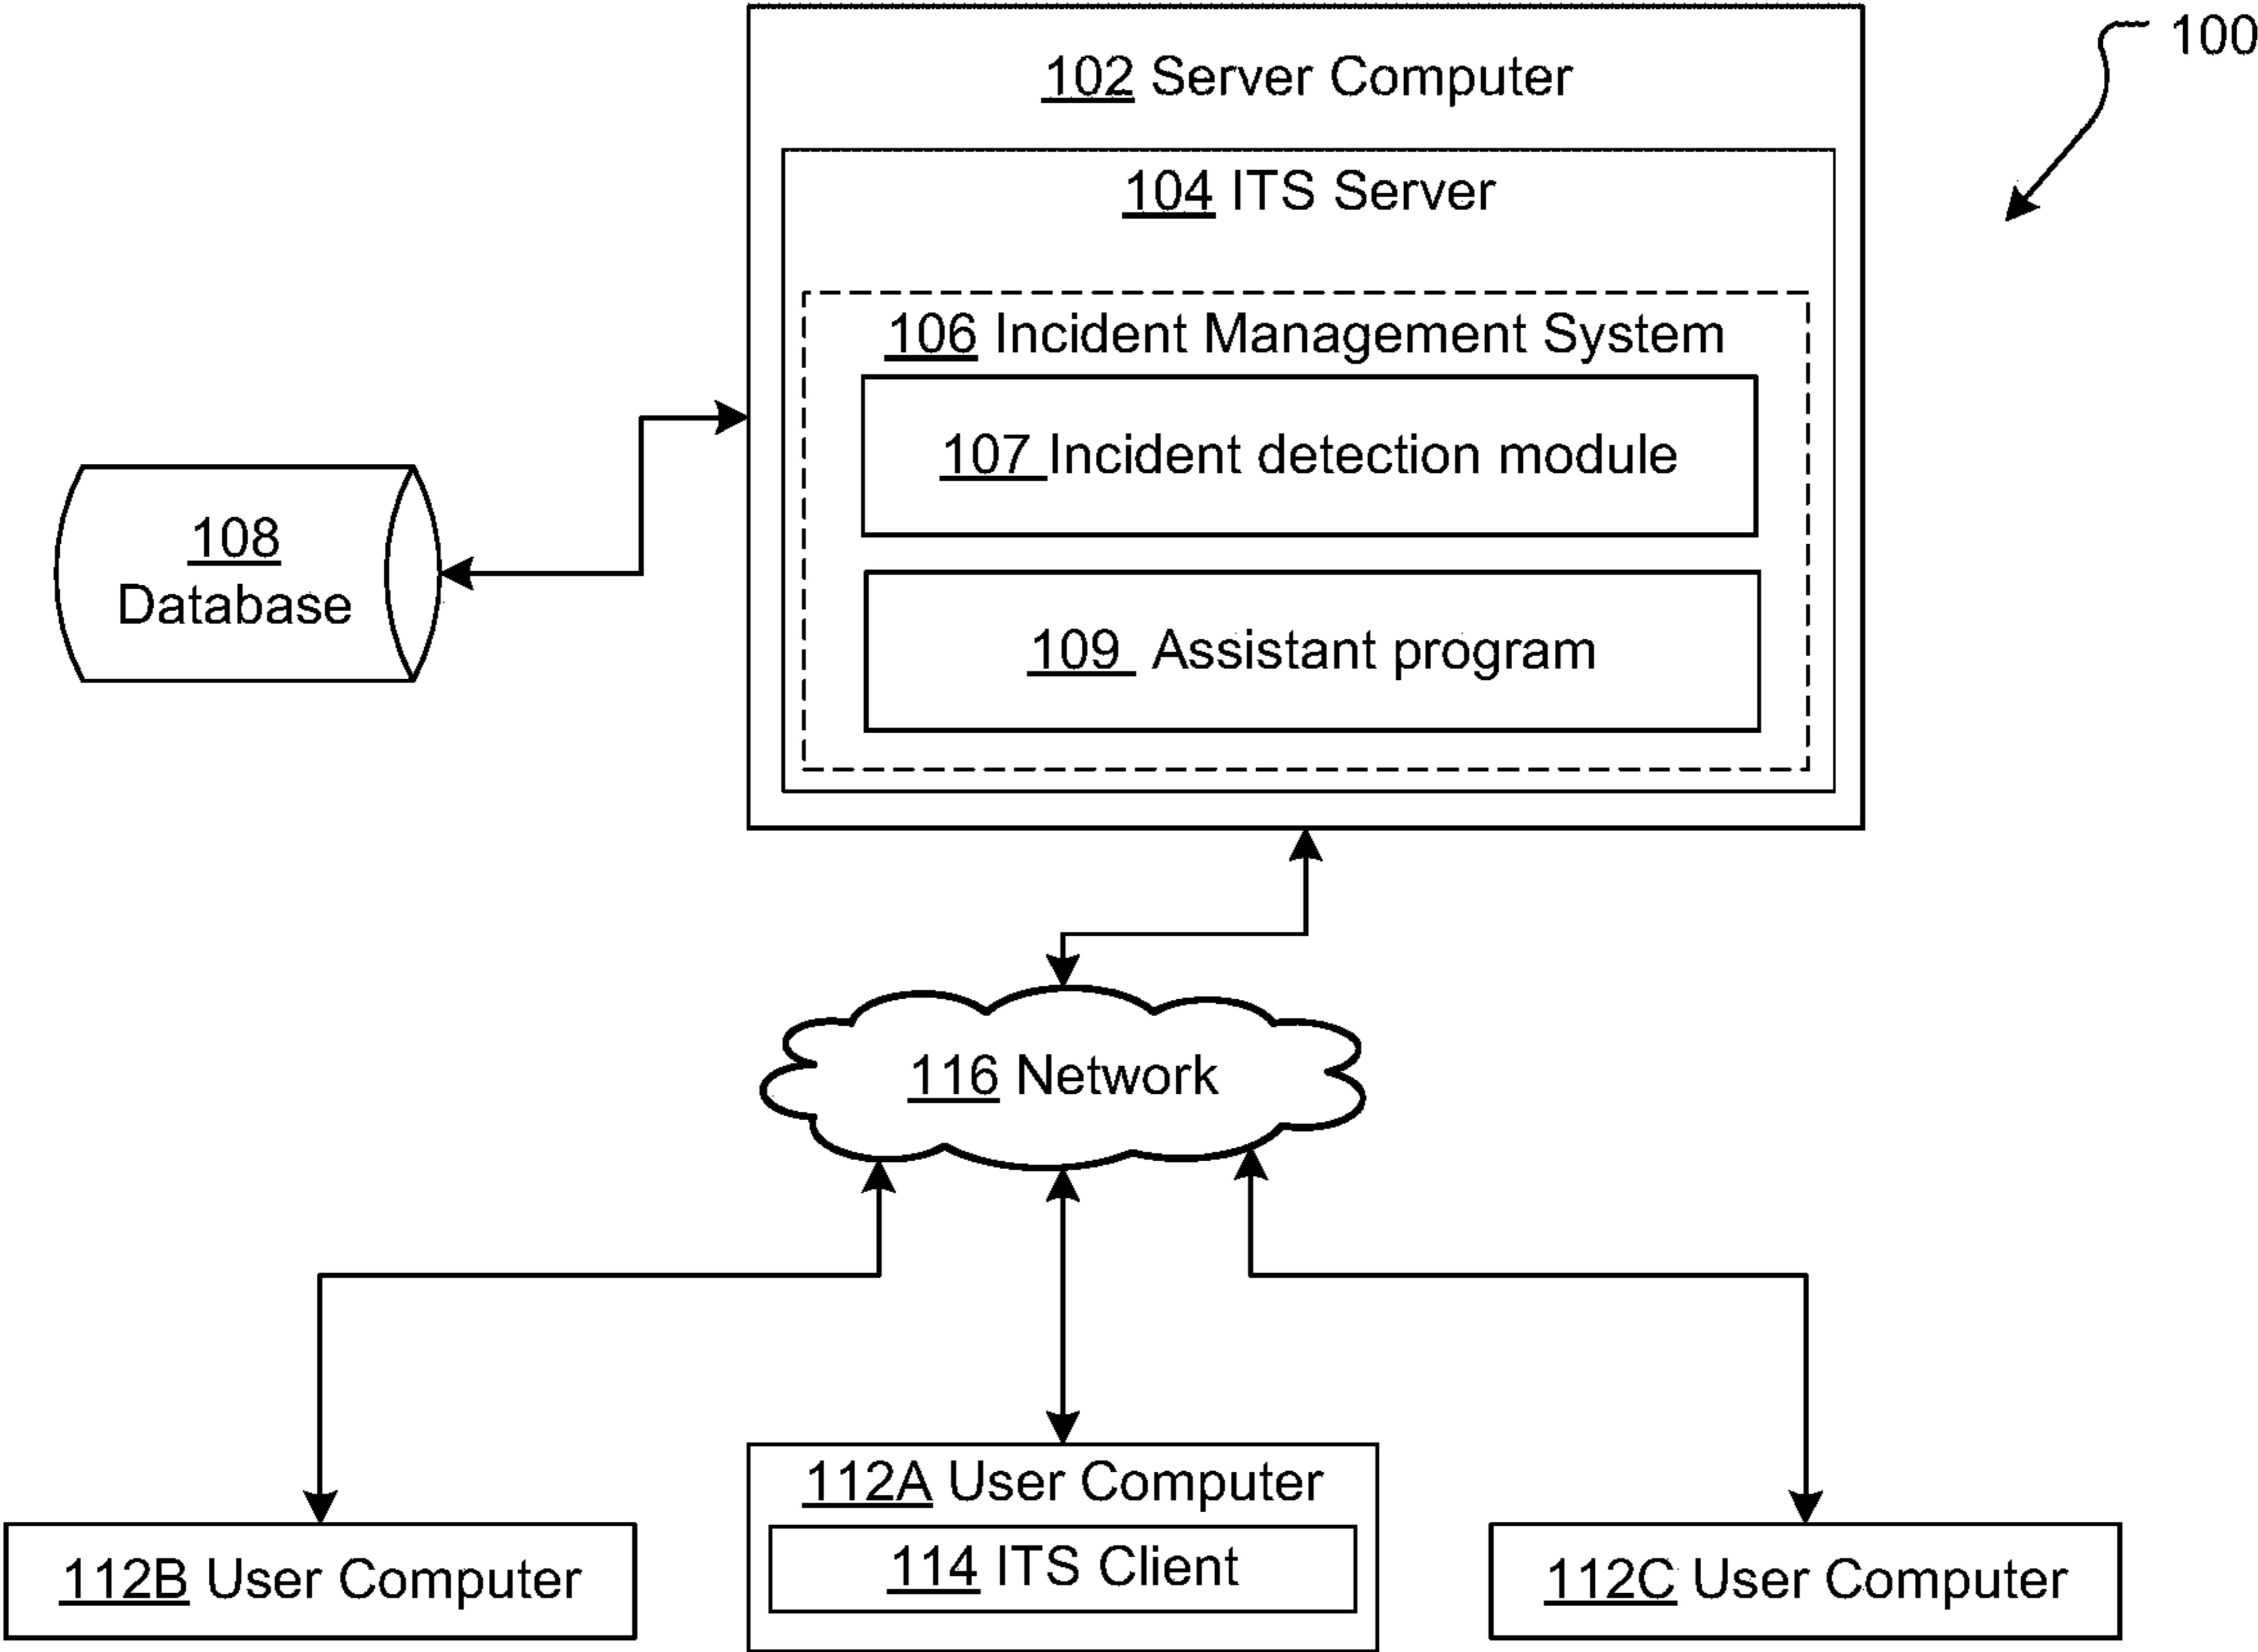 100
102 Server Computer
104 ITS Server
106 Incident Management System
107 Incident detection module
108
Database
109 Assistant program
116 Network
112A User Computer
114 ITS Client
112B User Computer
112C User Computer